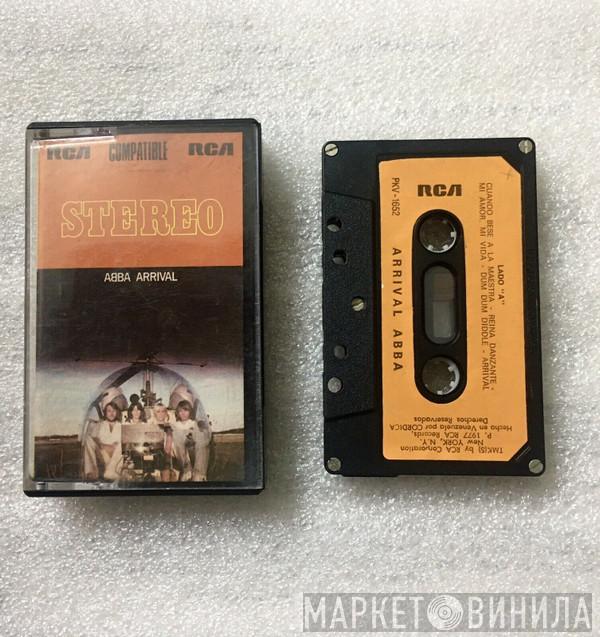 RCA COMPATIBLE RCA
STEREO
ABBA ARRIVAL
RCA
PKV-1652
ARRIVAL ABBA
LADO "A"
CUANDO BESE A LA MAESTRA - REINA DANZANTE -
MI AMOR, MI VIDA - DUM DUM DIDDLE - ARRIVAL
TMK(S) by RCA Corporation
New YORK, N.Y.
P. 1977 RCA Records.
Hecho en Venezuela por CORDICA
Derechos Reservados
МАРКЕТ ВИНИЛА